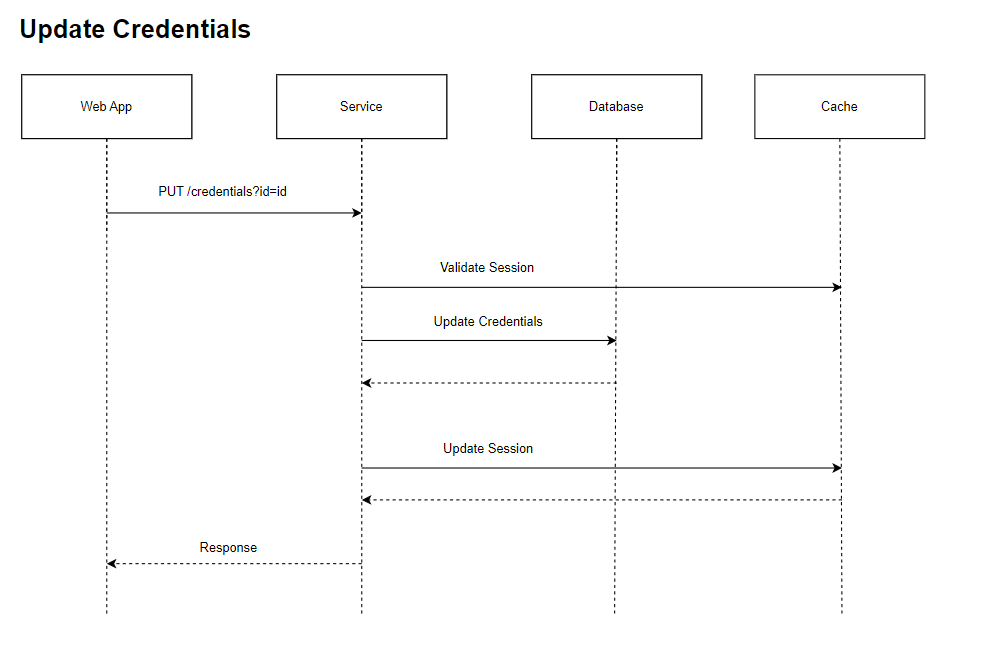 Update Credentials
Web App
Service
Database
Cache
PUT /credentials?id=id
Validate Session
Update Credentials
Update Session
Response